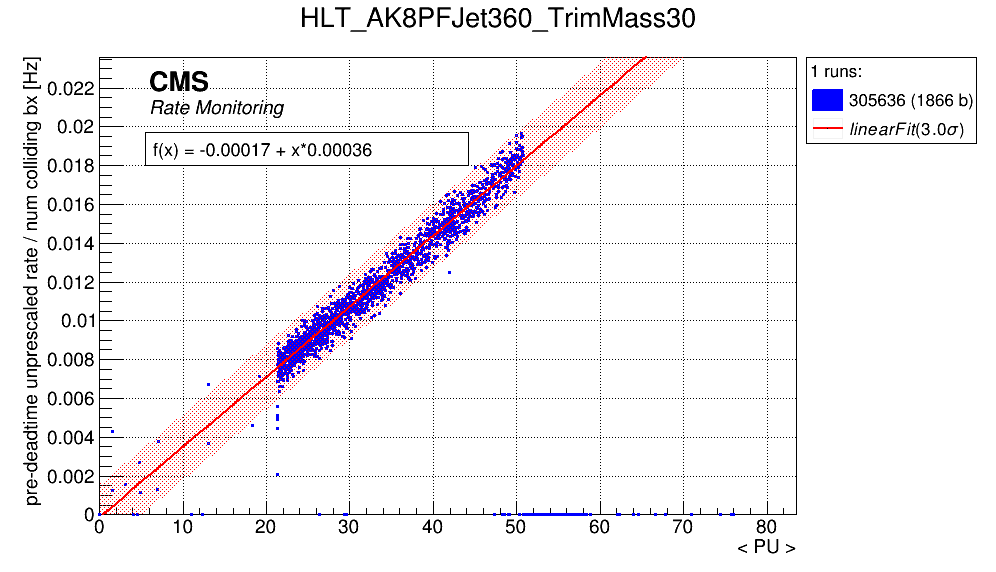 HLT_AK8PFJet360_TrimMass30
CMS
Rate Monitoring
f(x) = -0.00017 + x*0.00036
pre-deadtime unprescaled rate / num colliding bx [Hz]
0.022
0.02
0.018
0.016
0.014
0.012
0.01
0.008
0.006
0.004
0.002
0
0 10 20 30 40 50 60 70 80
< PU >
1 runs:
305636 (1866 b)
linearFit(3.0σ)